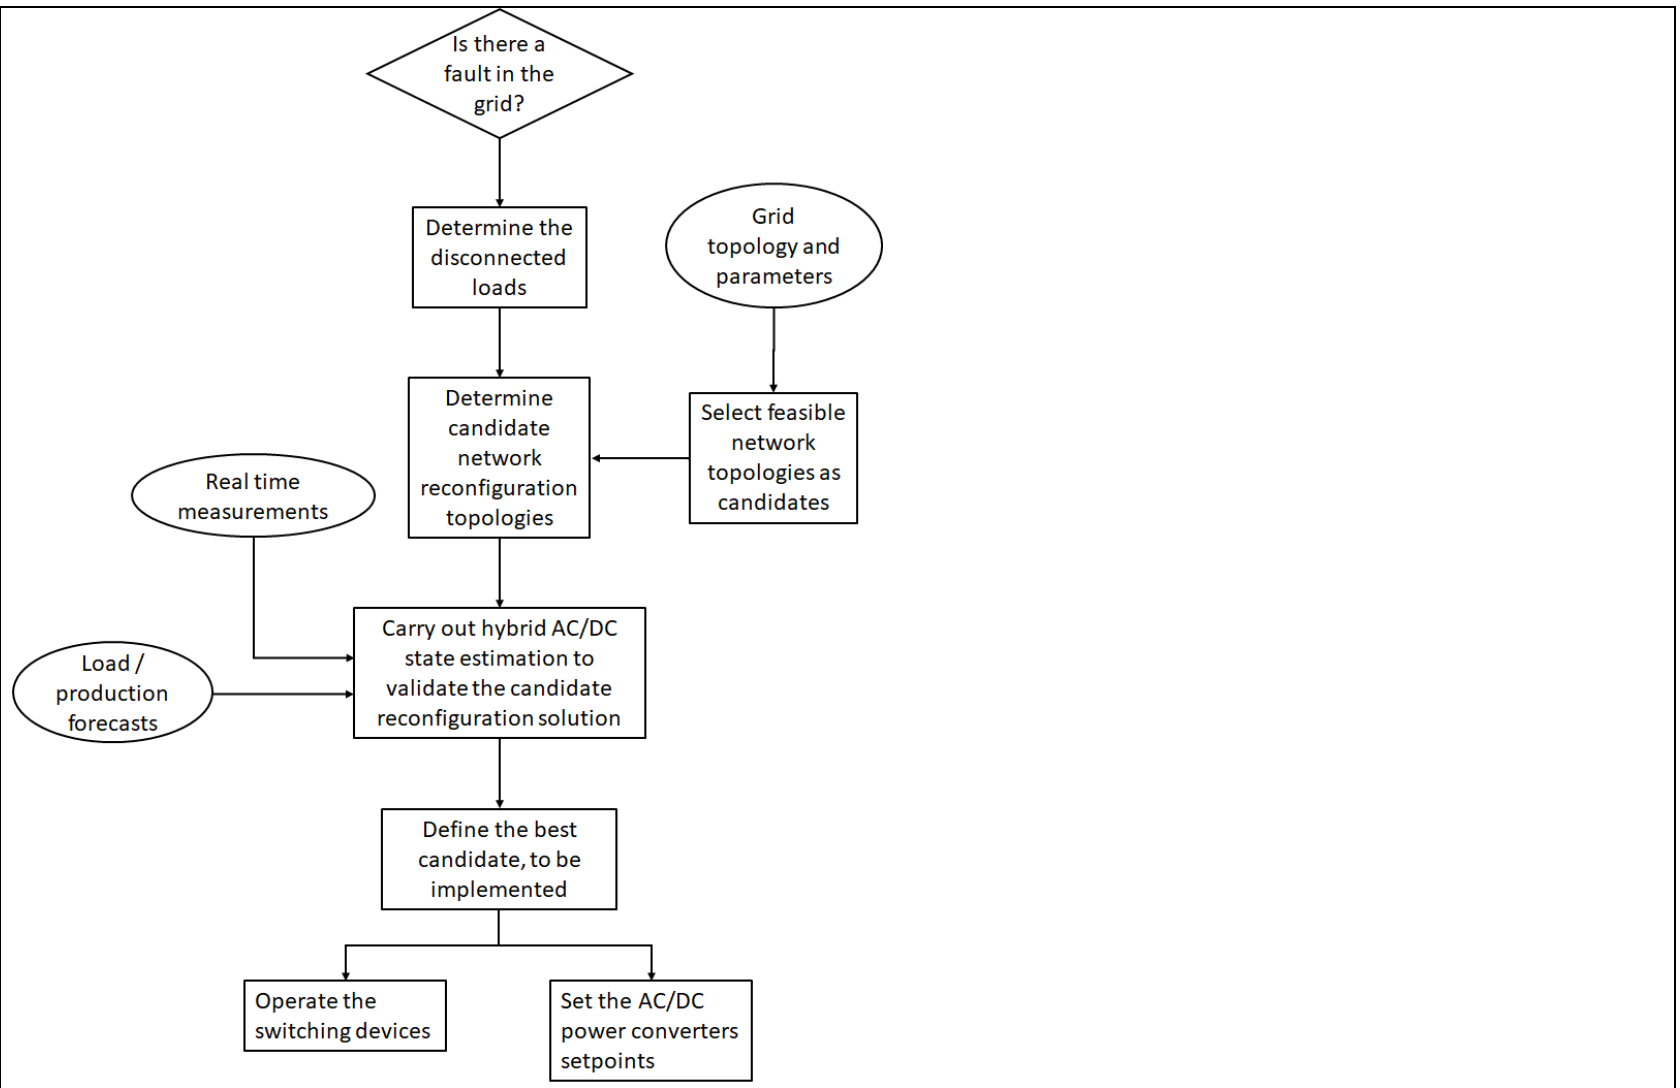 Is there a
fault in the
grid?
Determine the
disconnected
loads
Grid
topology and
parameters
Determine
candidate
network
reconfiguration
topologies
Select feasible
network
topologies as
candidates
Real time
measurements
Carry out hybrid AC/DC
state estimation to
validate the candidate
reconfiguration solution
Load /
production
forecasts
Define the best
candidate, to be
implemented
Operate the
switching devices
Set the AC/DC
power converters
setpoints